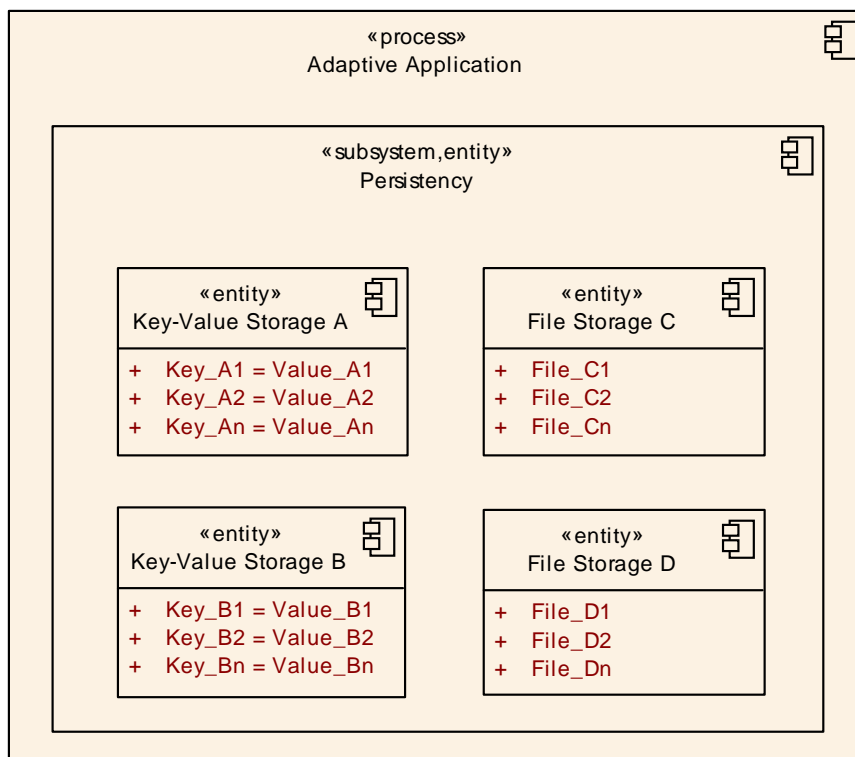 «process»
Adaptive Application
«subsystem,entity»
Persistency
«entity»
Key-Value Storage A
+ Key_A1 = Value_A1
+ Key_A2 = Value_A2
+ Key_An = Value_An
«entity»
File Storage C
+ File_C1
+ File_C2
+ File_Cn
«entity»
Key-Value Storage B
+ Key_B1 = Value_B1
+ Key_B2 = Value_B2
+ Key_Bn = Value_Bn
«entity»
File Storage D
+ File_D1
+ File_D2
+ File_Dn